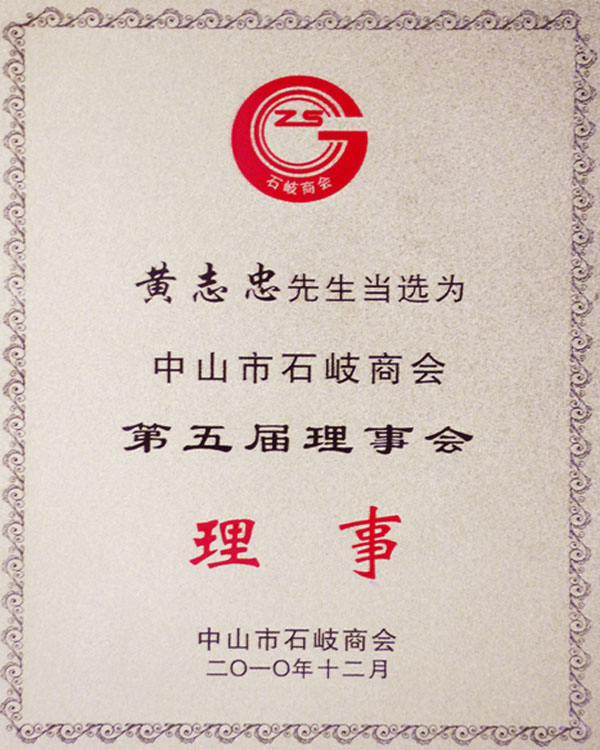 ZS
石岐商会
黄志忠先生当选为
中山市石岐商会
第五届理事会
理 事
中山市石岐商会
二〇一〇年十二月